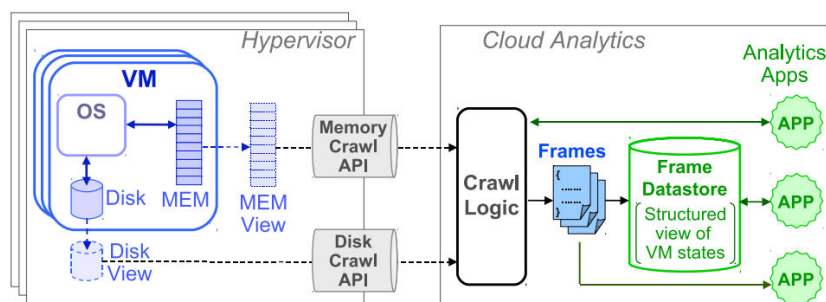 Hypervisor
VM
OS
Disk
MEM
MEM
View
Disk
View
Memory
Crawl
API
Disk
Crawl
API
Cloud Analytics
Crawl
Logic
Frames
{
.......
.......
}
Frame
Datastore
Structured
view of
VM states
Analytics
Apps
APP
APP
APP